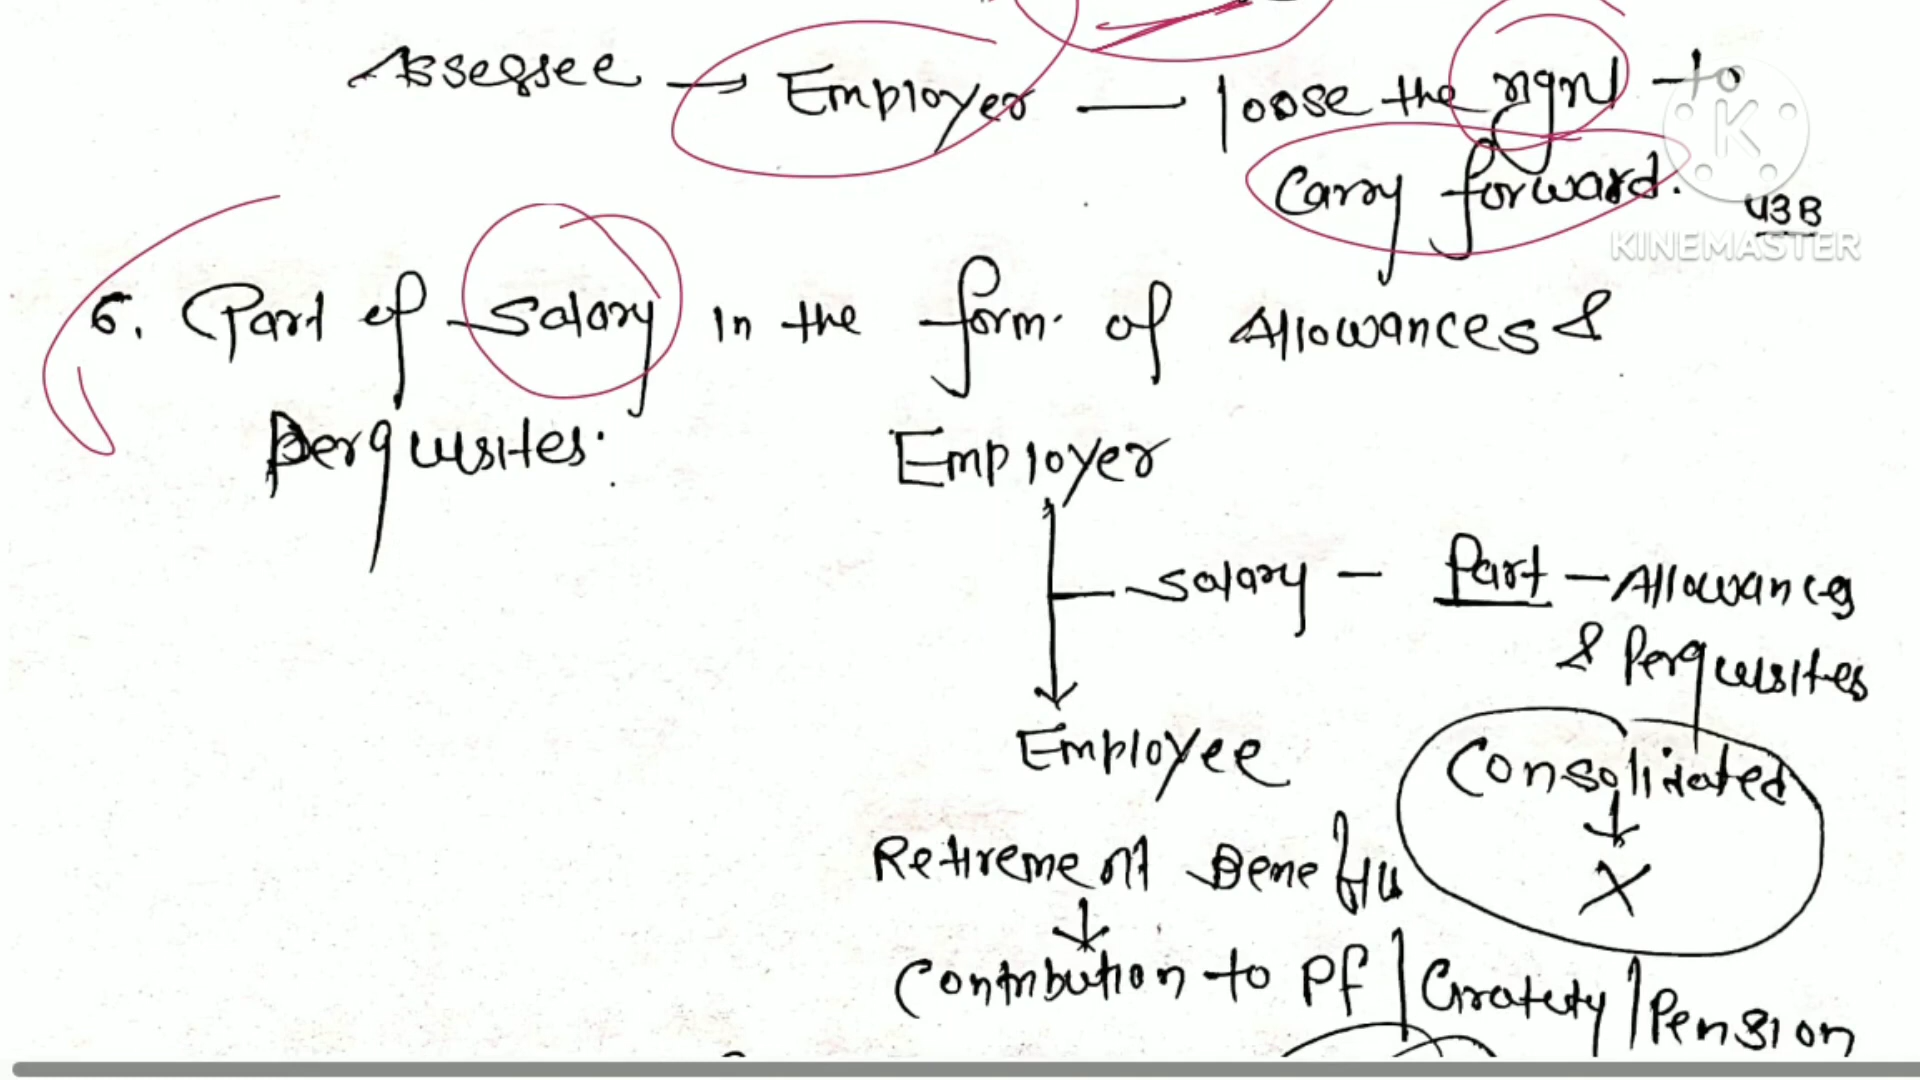 Assessee → Employer — loose the right to
Carry forward.
43B
K
KINEMASTER
6. Part of Salary in the form of Allowances &
Perquisites.
Employer
Salary - Part - Allowances
& Perquisites
Employee
Consolidated
↓
X
Retirement Benefits
↓
Contribution to PF | Gratuty | Pension